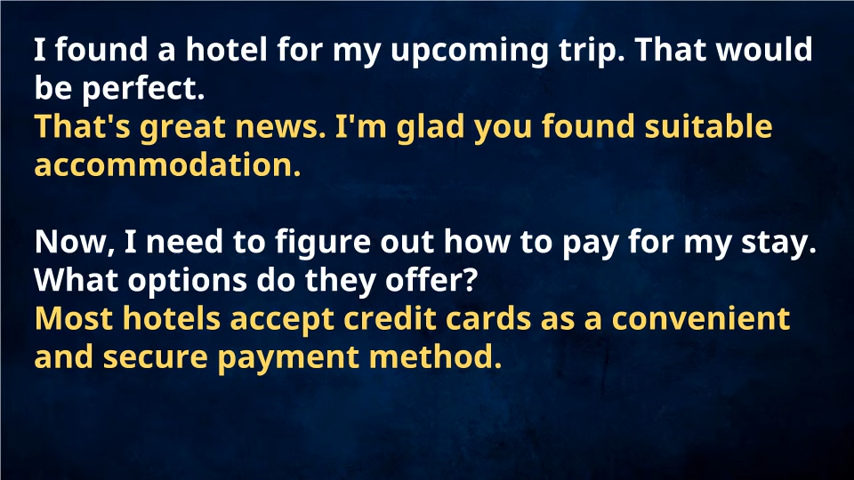 I found a hotel for my upcoming trip. That would
be perfect.
That's great news. I'm glad you found suitable
accommodation.
Now, I need to figure out how to pay for my stay.
What options do they offer?
Most hotels accept credit cards as a convenient
and secure payment method.